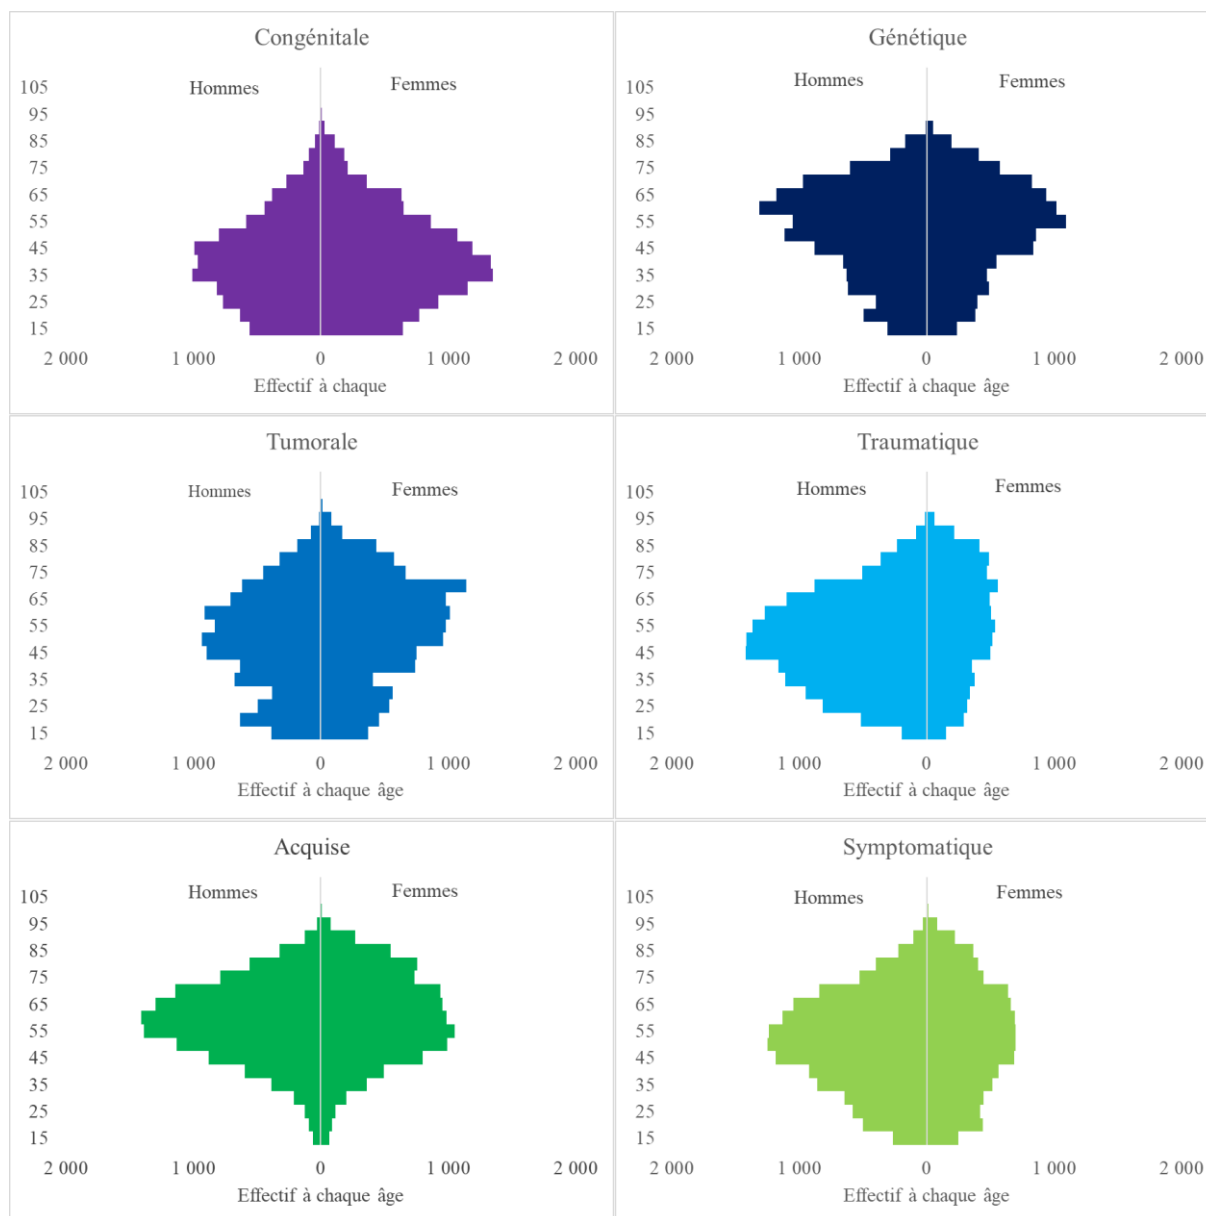 Congénitale
Hommes
Femmes
105
95
85
75
65
55
45
35
25
15
2 000 1 000 0 1 000 2 000
Effectif à chaque
Génétique
Hommes
Femmes
105
95
85
75
65
55
45
35
25
15
2 000 1 000 0 1 000 2 000
Effectif à chaque âge
Tumorale
Hommes
Femmes
105
95
85
75
65
55
45
35
25
15
2 000 1 000 0 1 000 2 000
Effectif à chaque âge
Traumatique
Hommes
Femmes
105
95
85
75
65
55
45
35
25
15
2 000 1 000 0 1 000 2 000
Effectif à chaque âge
Acquise
Hommes
Femmes
105
95
85
75
65
55
45
35
25
15
2 000 1 000 0 1 000 2 000
Effectif à chaque âge
Symptomatique
Hommes
Femmes
105
95
85
75
65
55
45
35
25
15
2 000 1 000 0 1 000 2 000
Effectif à chaque âge